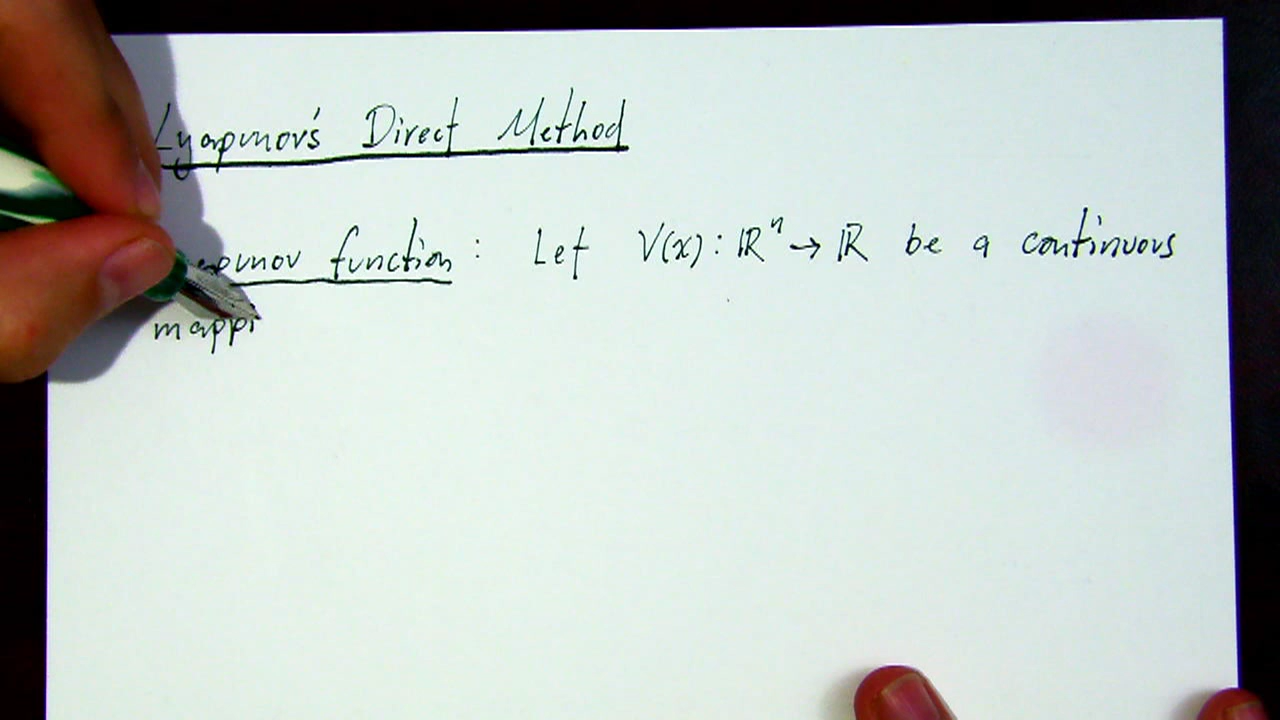 Lyapunov's Direct Method
function : Let V(x) : ℝⁿ → ℝ be a continuous
mappi